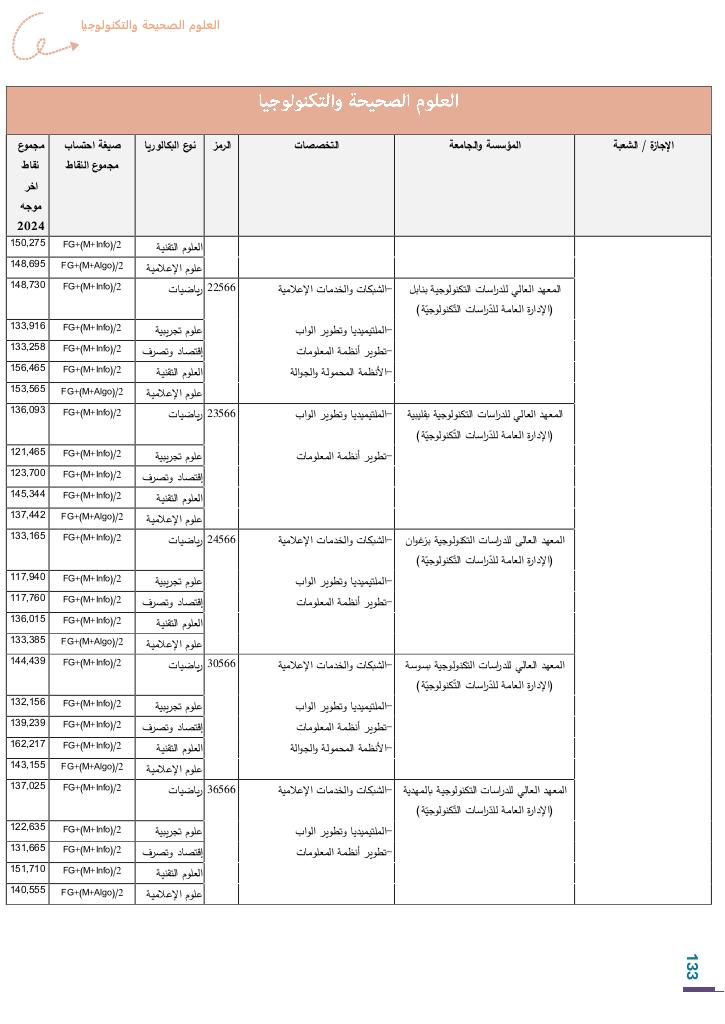 العلوم الصحيحة والتكنولوجيا
العلوم الصحيحة والتكنولوجيا
الإجازة / الشعبة المؤسسة والجامعة التخصصات الرمز نوع البكالوريا صيغة احتساب مجموع النقاط مجموع نقاط اخر موجه 2024
العلوم التقنية FG+(M+Info)/2 150,275
علوم الإعلامية FG+(M+Algo)/2 148,695
المعهد العالي للدراسات التكنولوجية بنابل –الشبكات والخدمات الإعلامية 22566 رياضيات FG+(M+Info)/2 148,730
(الإدارة العامة للدّراسات التّكنولوجيّة)
–الملتيميديا وتطوير الواب علوم تجريبية FG+(M+Info)/2 133,916
–تطوير أنظمة المعلومات إقتصاد وتصرف FG+(M+Info)/2 133,258
–الأنظمة المحمولة والجوالة العلوم التقنية FG+(M+Info)/2 156,465
علوم الإعلامية FG+(M+Algo)/2 153,565
المعهد العالي للدراسات التكنولوجية بقليبية –الملتيميديا وتطوير الواب 23566 رياضيات FG+(M+Info)/2 136,093
(الإدارة العامة للدّراسات التّكنولوجيّة)
–تطوير أنظمة المعلومات علوم تجريبية FG+(M+Info)/2 121,465
إقتصاد وتصرف FG+(M+Info)/2 123,700
العلوم التقنية FG+(M+Info)/2 145,344
علوم الإعلامية FG+(M+Algo)/2 137,442
المعهد العالي للدراسات التكنولوجية بزغوان –الشبكات والخدمات الإعلامية 24566 رياضيات FG+(M+Info)/2 133,165
(الإدارة العامة للدّراسات التّكنولوجيّة)
–الملتيميديا وتطوير الواب علوم تجريبية FG+(M+Info)/2 117,940
–تطوير أنظمة المعلومات إقتصاد وتصرف FG+(M+Info)/2 117,760
العلوم التقنية FG+(M+Info)/2 136,015
علوم الإعلامية FG+(M+Algo)/2 133,385
المعهد العالي للدراسات التكنولوجية بسوسة –الشبكات والخدمات الإعلامية 30566 رياضيات FG+(M+Info)/2 144,439
(الإدارة العامة للدّراسات التّكنولوجيّة)
–الملتيميديا وتطوير الواب علوم تجريبية FG+(M+Info)/2 132,156
–تطوير أنظمة المعلومات إقتصاد وتصرف FG+(M+Info)/2 139,239
–الأنظمة المحمولة والجوالة العلوم التقنية FG+(M+Info)/2 162,217
علوم الإعلامية FG+(M+Algo)/2 143,155
المعهد العالي للدراسات التكنولوجية بالمهدية –الشبكات والخدمات الإعلامية 36566 رياضيات FG+(M+Info)/2 137,025
(الإدارة العامة للدّراسات التّكنولوجيّة)
–الملتيميديا وتطوير الواب علوم تجريبية FG+(M+Info)/2 122,635
–تطوير أنظمة المعلومات إقتصاد وتصرف FG+(M+Info)/2 131,665
العلوم التقنية FG+(M+Info)/2 151,710
علوم الإعلامية FG+(M+Algo)/2 140,555
133